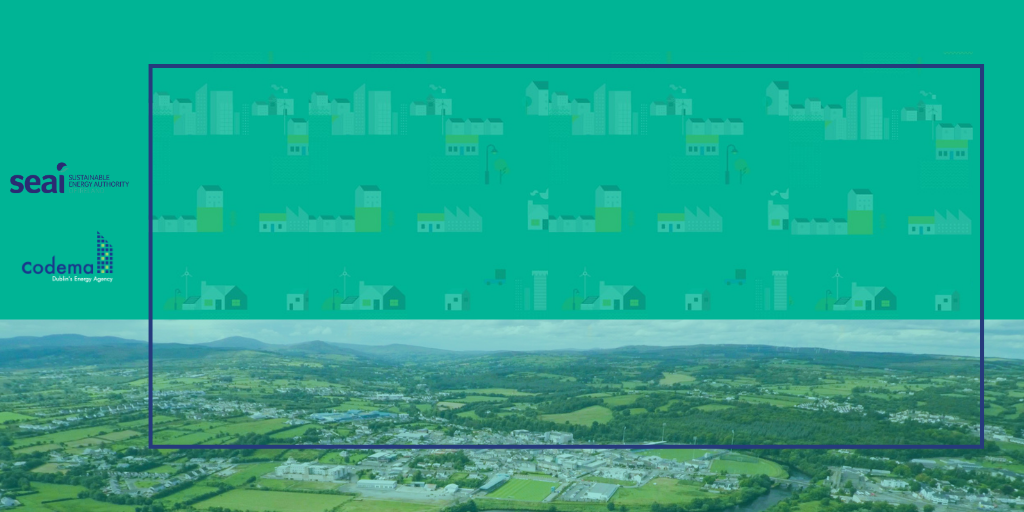 seai SUSTAINABLE
ENERGY AUTHORITY
codema
Dublin's Energy Agency